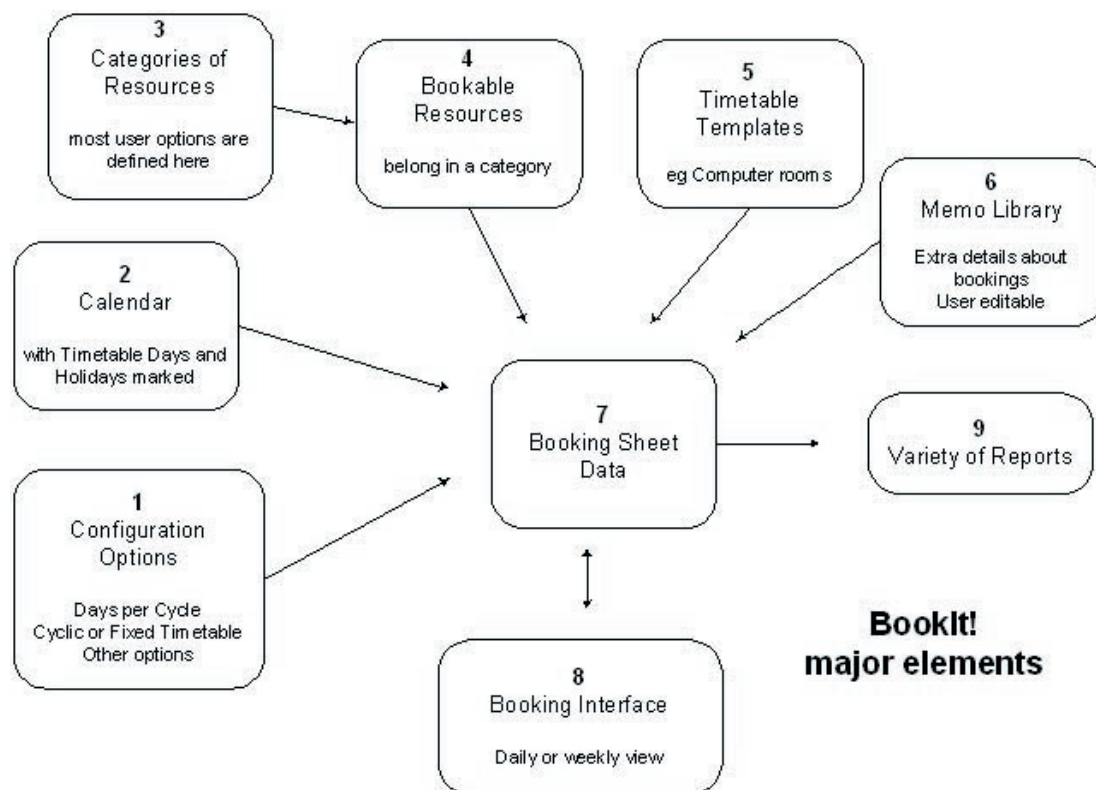 3
Categories of
Resources
most user options are
defined here
4
Bookable
Resources
belong in a category
5
Timetable
Templates
eg Computer rooms
6
Memo Library
Extra details about
bookings
User editable
2
Calendar
with Timetable Days and
Holidays marked
7
Booking Sheet
Data
9
Variety of Reports
1
Configuration
Options
Days per Cycle
Cyclic or Fixed Timetable
Other options
8
Booking Interface
Daily or weekly view
BookIt!
major elements